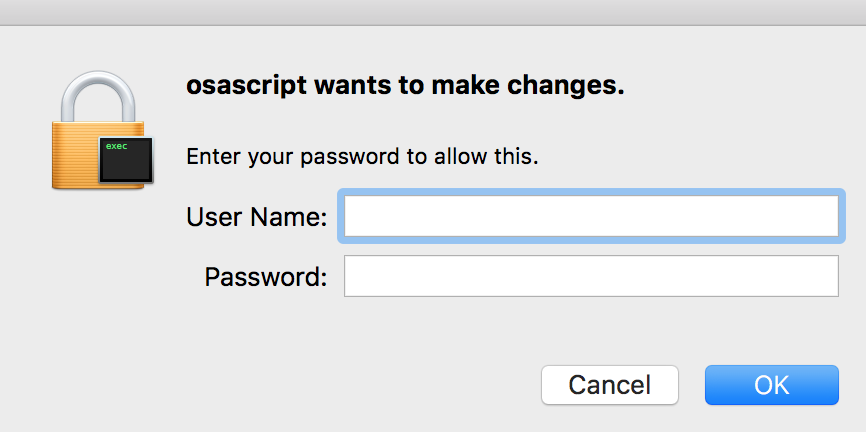 osascript wants to make changes.
exec
Enter your password to allow this.
User Name:
Password:
Cancel
OK